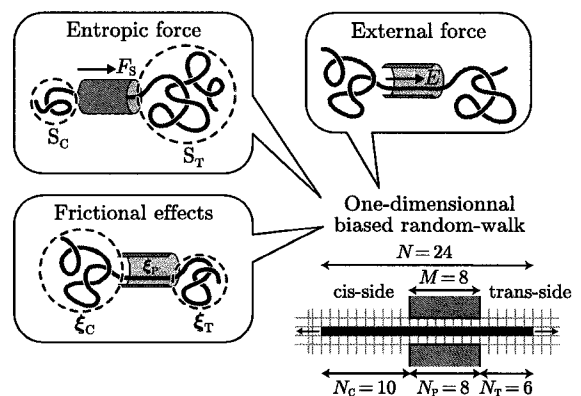 Entropic force
F_S
S_C
S_T
External force
E
Frictional effects
ξ_P
ξ_C
ξ_T
One-dimensionnal
biased random-walk
N = 24
M = 8
cis-side
trans-side
N_C = 10
N_P = 8
N_T = 6